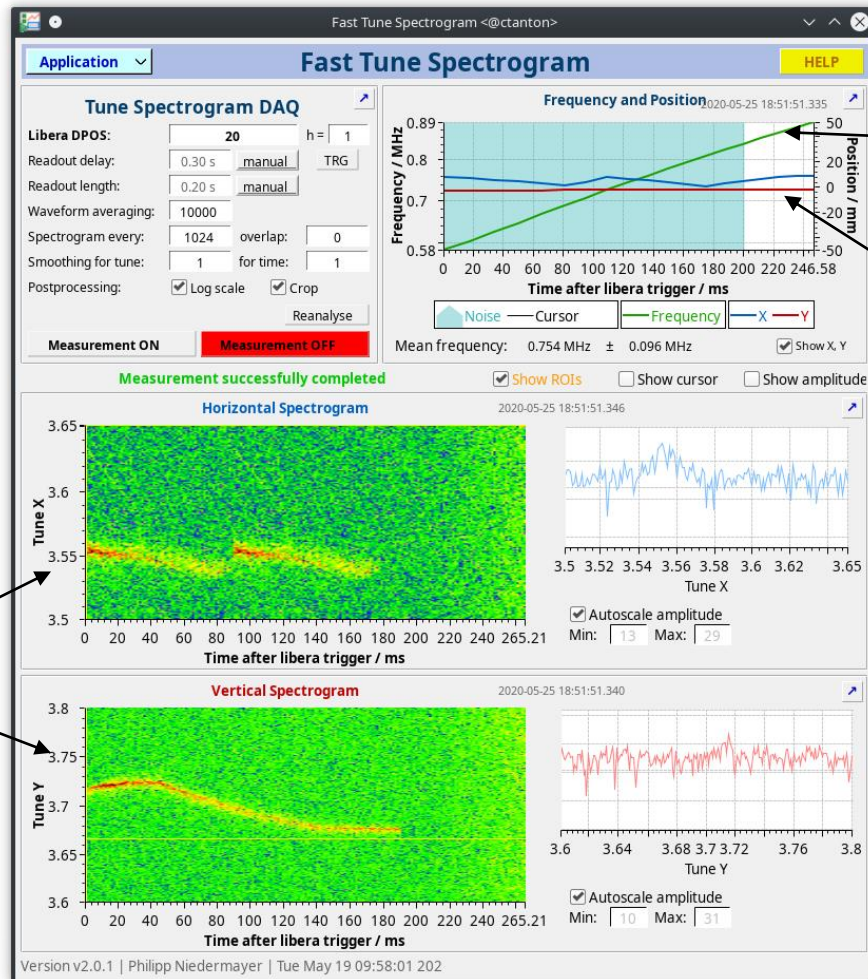 Fast Tune Spectrogram <@ctanton>
Application
Fast Tune Spectrogram
HELP
Tune Spectrogram DAQ
Libera DPOS: 20 h = 1
Readout delay: 0.30 s manual TRG
Readout length: 0.20 s manual
Waveform averaging: 10000
Spectrogram every: 1024 overlap: 0
Smoothing for tune: 1 for time: 1
Postprocessing: Log scale Crop
Reanalyse
Measurement ON Measurement OFF
Frequency and Position 2020-05-25 18:51:51.335
Frequency / MHz
0.89
0.8
0.7
0.58
50
20
0
-20
-50
Position / mm
0 20 40 60 80 100 120 140 160 180 200 220 246.58
Time after libera trigger / ms
Noise Cursor Frequency X Y
Mean frequency: 0.754 MHz ± 0.096 MHz Show X, Y
Measurement successfully completed
Show ROIs Show cursor Show amplitude
Horizontal Spectrogram 2020-05-25 18:51:51.346
Tune X
3.65
3.6
3.55
3.5
0 20 40 60 80 100 120 140 160 180 200 220 240 265.21
Time after libera trigger / ms
3.5 3.52 3.54 3.56 3.58 3.6 3.62 3.65
Tune X
Autoscale amplitude
Min: 13 Max: 29
Vertical Spectrogram 2020-05-25 18:51:51.340
Tune Y
3.8
3.75
3.7
3.65
3.6
0 20 40 60 80 100 120 140 160 180 200 220 240 265.21
Time after libera trigger / ms
3.6 3.64 3.68 3.7 3.72 3.76 3.8
Tune Y
Autoscale amplitude
Min: 10 Max: 31
Version v2.0.1 | Philipp Niedermayer | Tue May 19 09:58:01 202